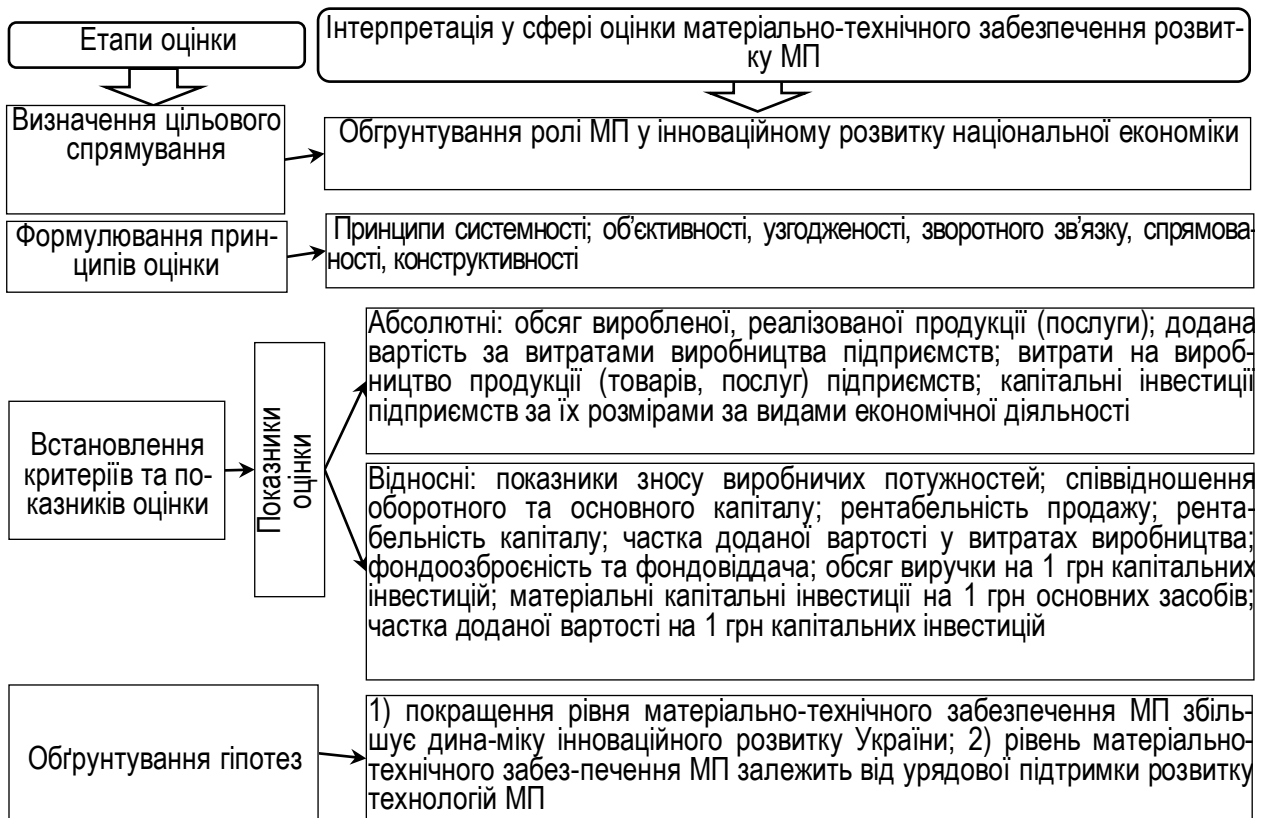 Етапи оцінки
Інтерпретація у сфері оцінки матеріально-технічного забезпечення розвит-
ку МП
Визначення цільового
спрямування
Обгрунтування ролі МП у інноваційному розвитку національної економіки
Формулювання прин-
ципів оцінки
Принципи системності; об’єктивності, узгодженості, зворотного зв’язку, спрямова-
ності, конструктивності
Встановлення
критеріїв та по-
казників оцінки
Показники
оцінки
Абсолютні: обсяг виробленої, реалізованої продукції (послуги); додана
вартість за витратами виробництва підприємств; витрати на вироб-
ництво продукції (товарів, послуг) підприємств; капітальні інвестиції
підприємств за їх розмірами за видами економічної діяльності
Відносні: показники зносу виробничих потужностей; співвідношення
оборотного та основного капіталу; рентабельність продажу; рента-
бельність капіталу; частка доданої вартості у витратах виробництва;
фондоозброєність та фондовіддача; обсяг виручки на 1 грн капітальних
інвестицій; матеріальні капітальні інвестиції на 1 грн основних засобів;
частка доданої вартості на 1 грн капітальних інвестицій
Обґрунтування гіпотез
1) покращення рівня матеріально-технічного забезпечення МП збіль-
шує дина-міку інноваційного розвитку України; 2) рівень матеріально-
технічного забез-печення МП залежить від урядової підтримки розвитку
технологій МП